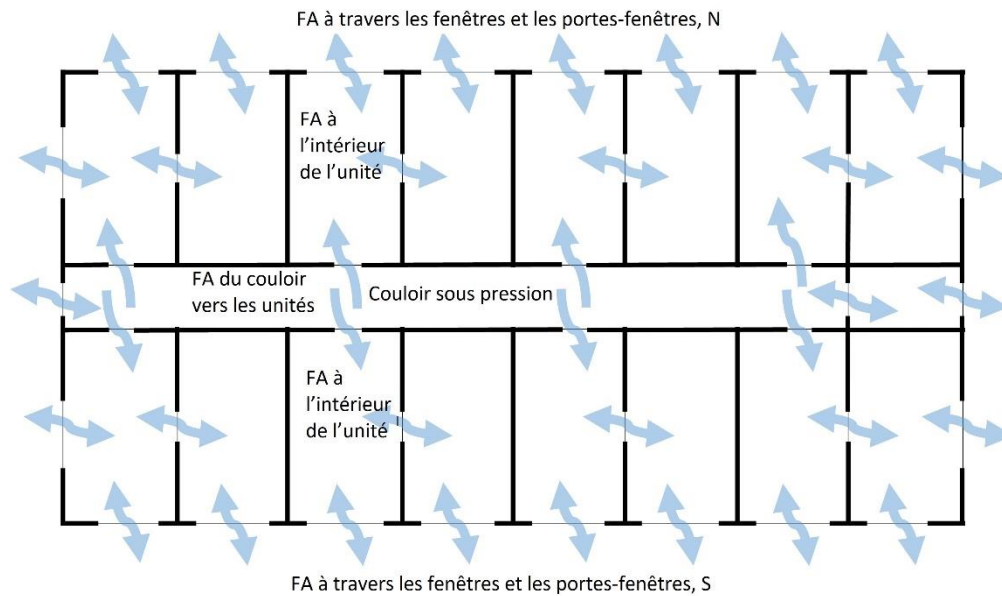 FA à travers les fenêtres et les portes-fenêtres, N
FA à
l’intérieur
de l’unité
FA du couloir
vers les unités
Couloir sous pression
FA à
l’intérieur
de l’unité
FA à travers les fenêtres et les portes-fenêtres, S